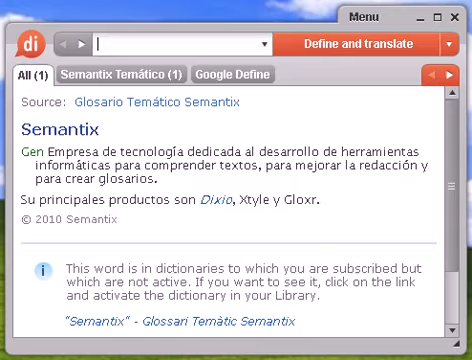 Menu
di
Define and translate
All (1)
Semantix Temático (1)
Google Define
Source: Glosario Temático Semantix
Semantix
Gen Empresa de tecnología dedicada al desarrollo de herramientas
informáticas para comprender textos, para mejorar la redacción y
para crear glosarios.
Su principales producos son Dixio, Xtyle y Gloxr.
© 2010 Semantix
i
This word is in dictionaries to which you are subscribed but
which are not active. If you want to see it, click on the link
and activate the dictionary in your Library.
"Semantix" - Glossari Temàtic Semantix